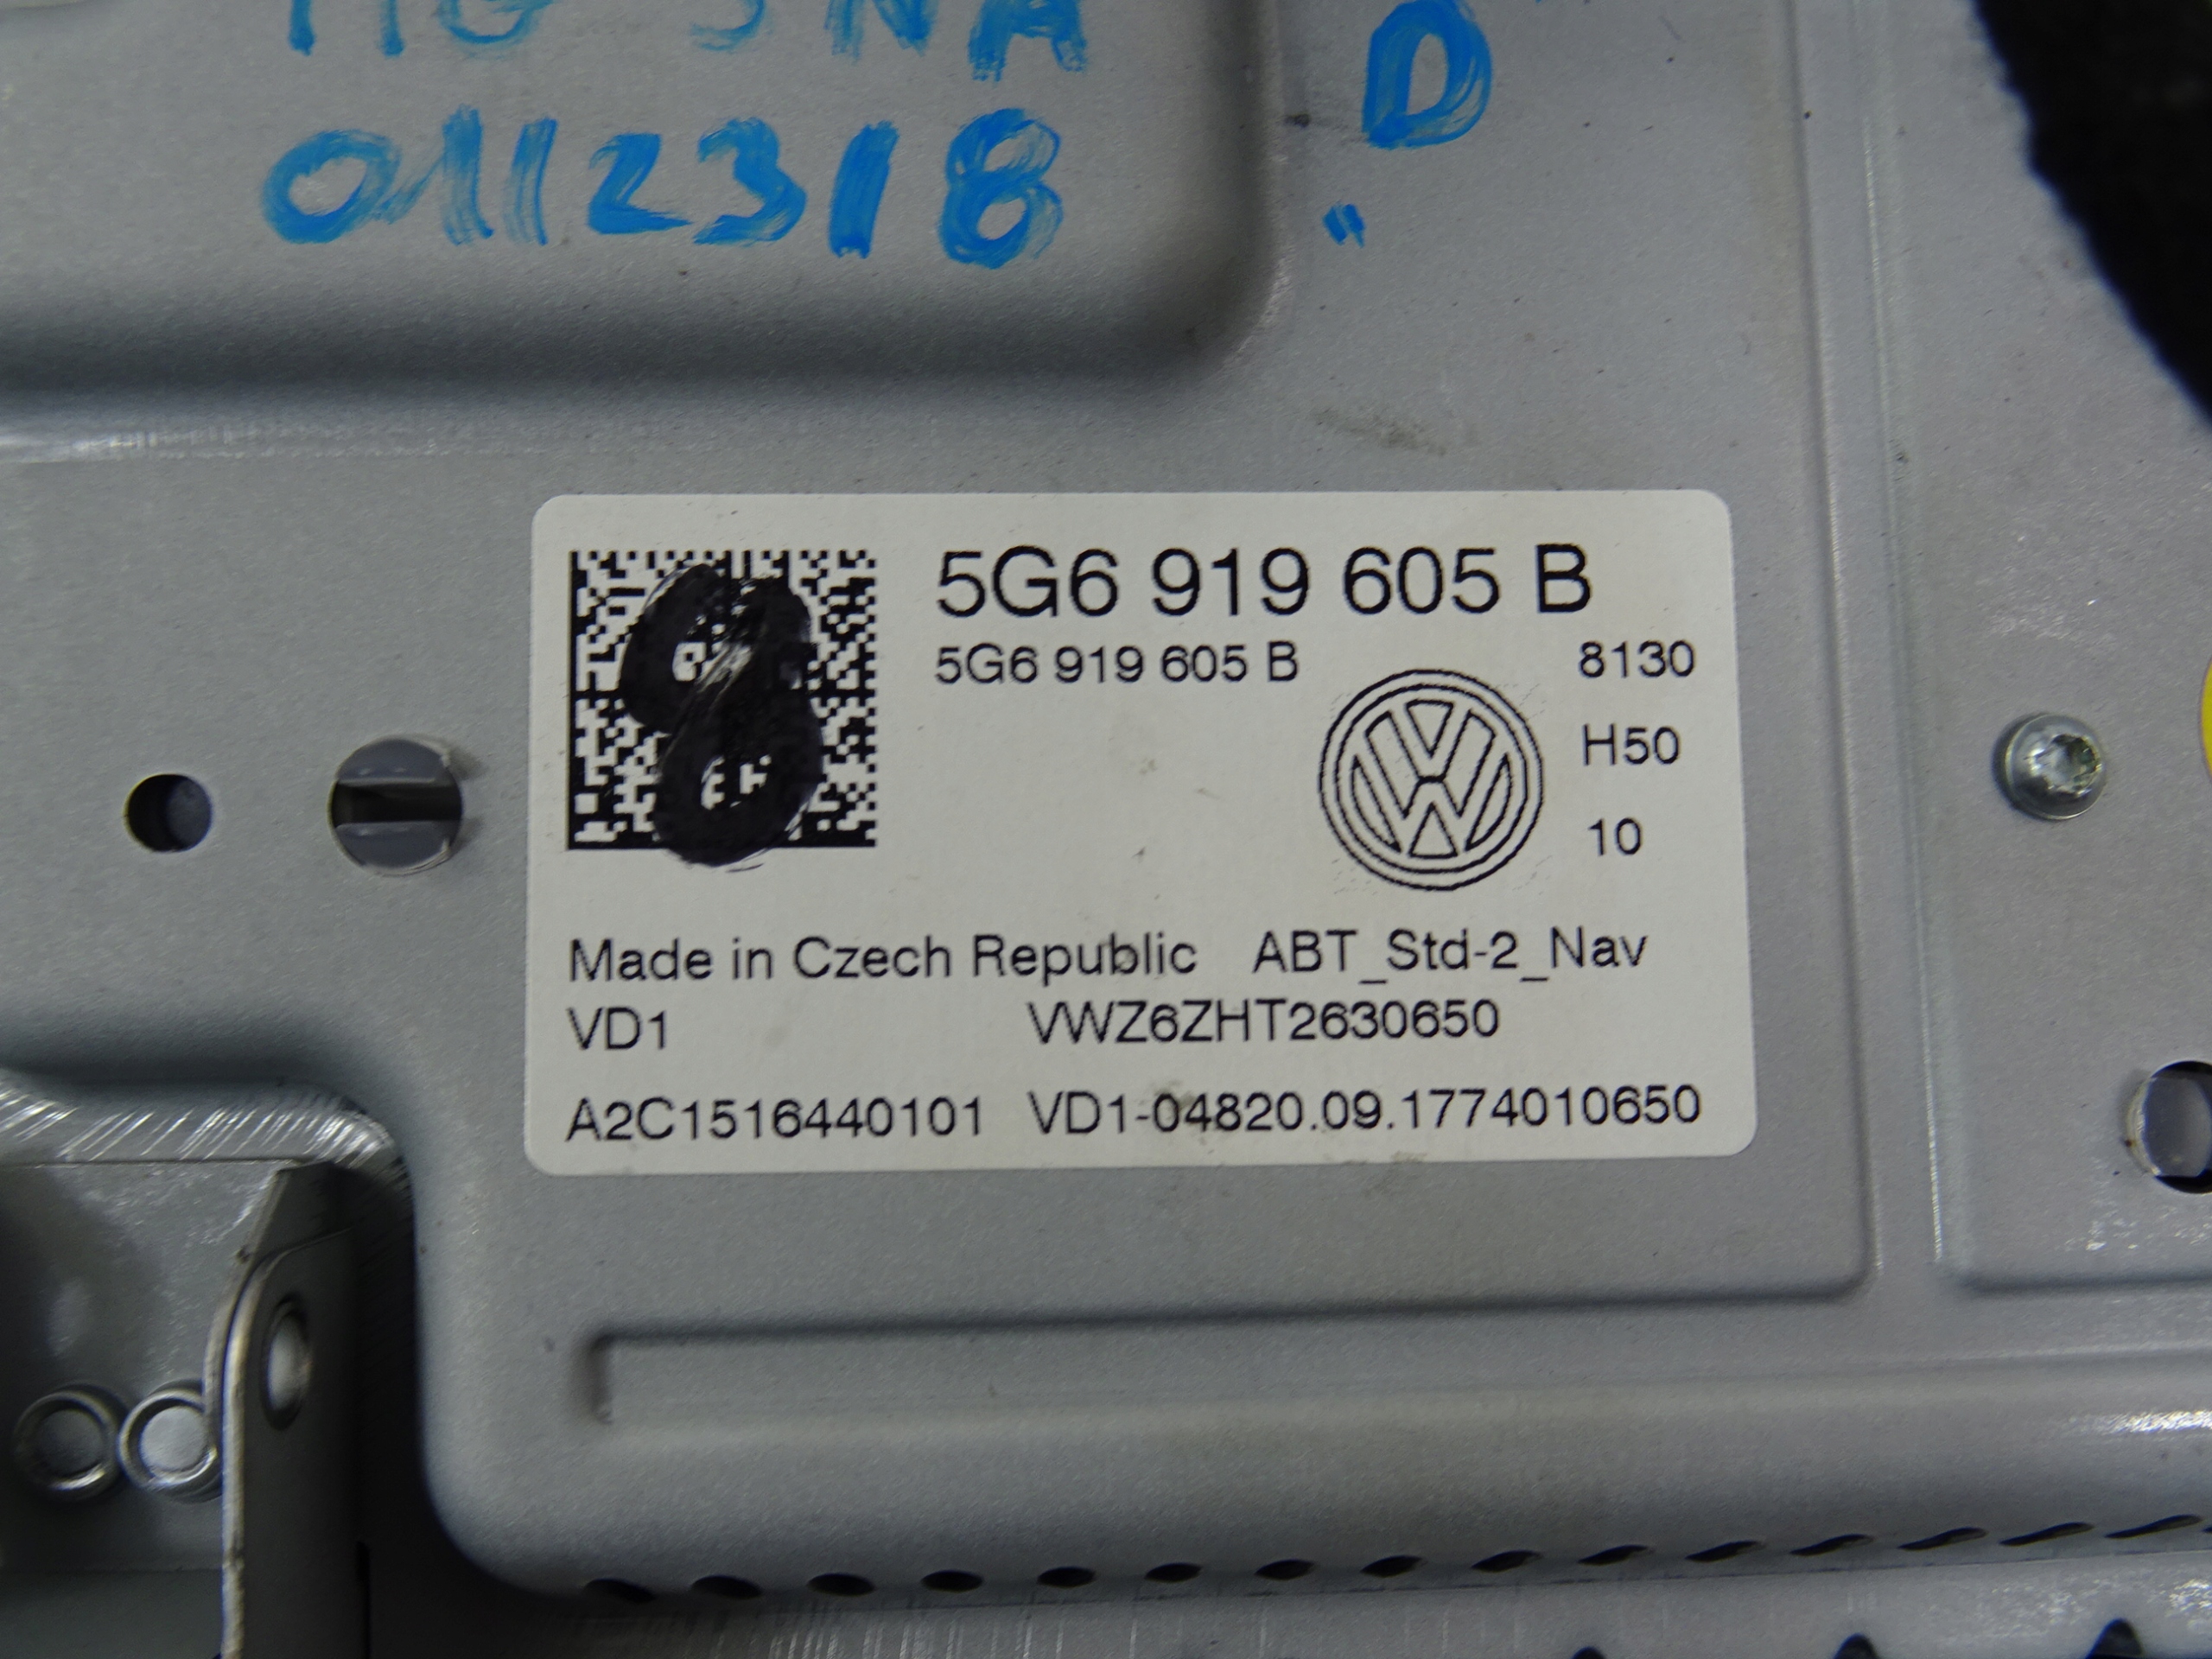 0112318
D
"
5G6 919 605 B
5G6 919 605 B
8130
H50
10
Made in Czech Republic ABT_Std-2_Nav
VD1 VWZ6ZHT2630650
A2C1516440101 VD1-04820.09.1774010650